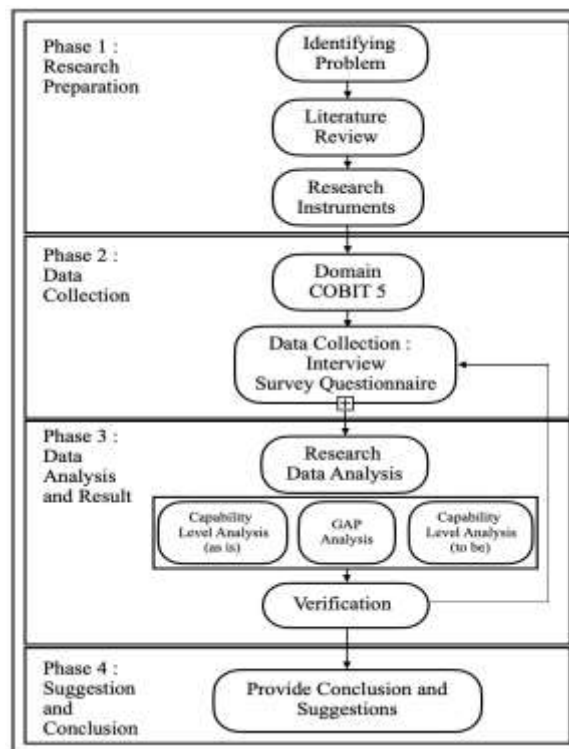 Phase 1 :
Research
Preparation
Identifying
Problem
Literature
Review
Research
Instruments
Phase 2 :
Data
Collection
Domain
COBIT 5
Data Collection :
Interview
Survey Questionnaire
Phase 3 :
Data
Analysis
and Result
Research
Data Analysis
Capability
Level Analysis
(as is)
GAP
Analysis
Capability
Level Analysis
(to be)
Verification
Phase 4 :
Suggestion
and
Conclusion
Provide Conclusion and
Suggestions